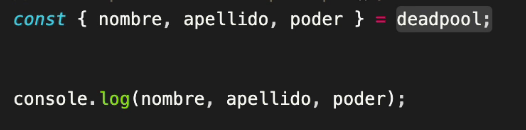 const { nombre, apellido, poder } = deadpool;
console.log(nombre, apellido, poder);